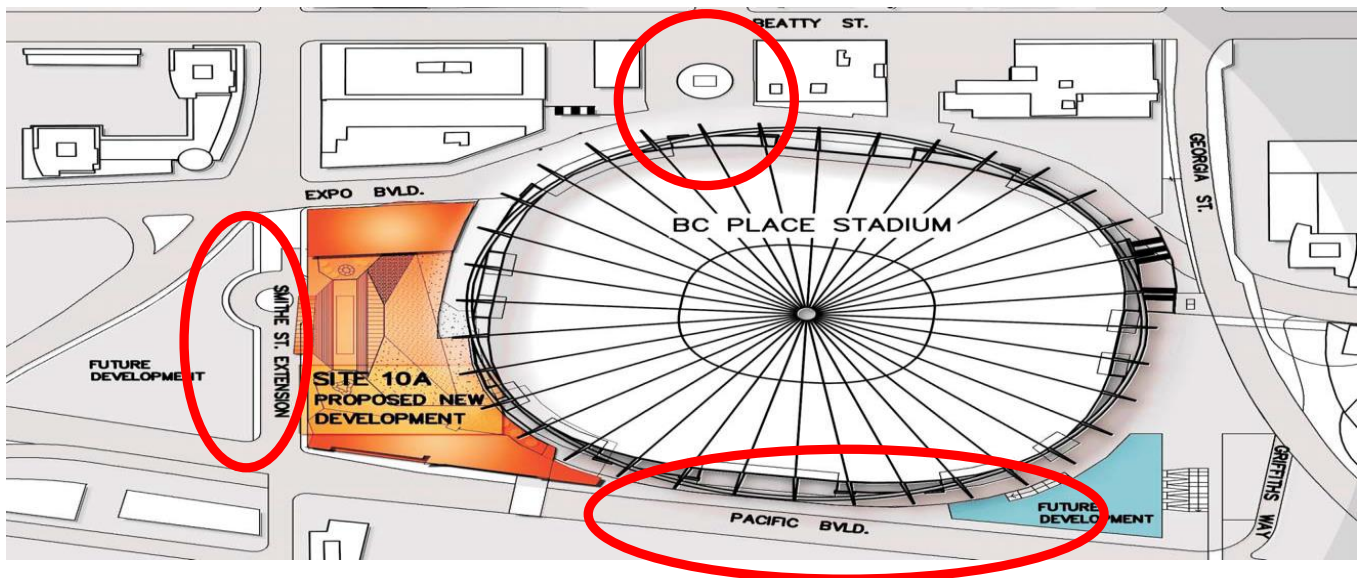 BEATTY ST.
GEORGIA ST.
EXPO BVLD.
BC PLACE STADIUM
SMITHE ST. EXTENSION
FUTURE
DEVELOPMENT
SITE 10A
PROPOSED NEW
DEVELOPMENT
PACIFIC BVLD.
FUTURE
DEVELOPMENT
GRIFFITHS WAY